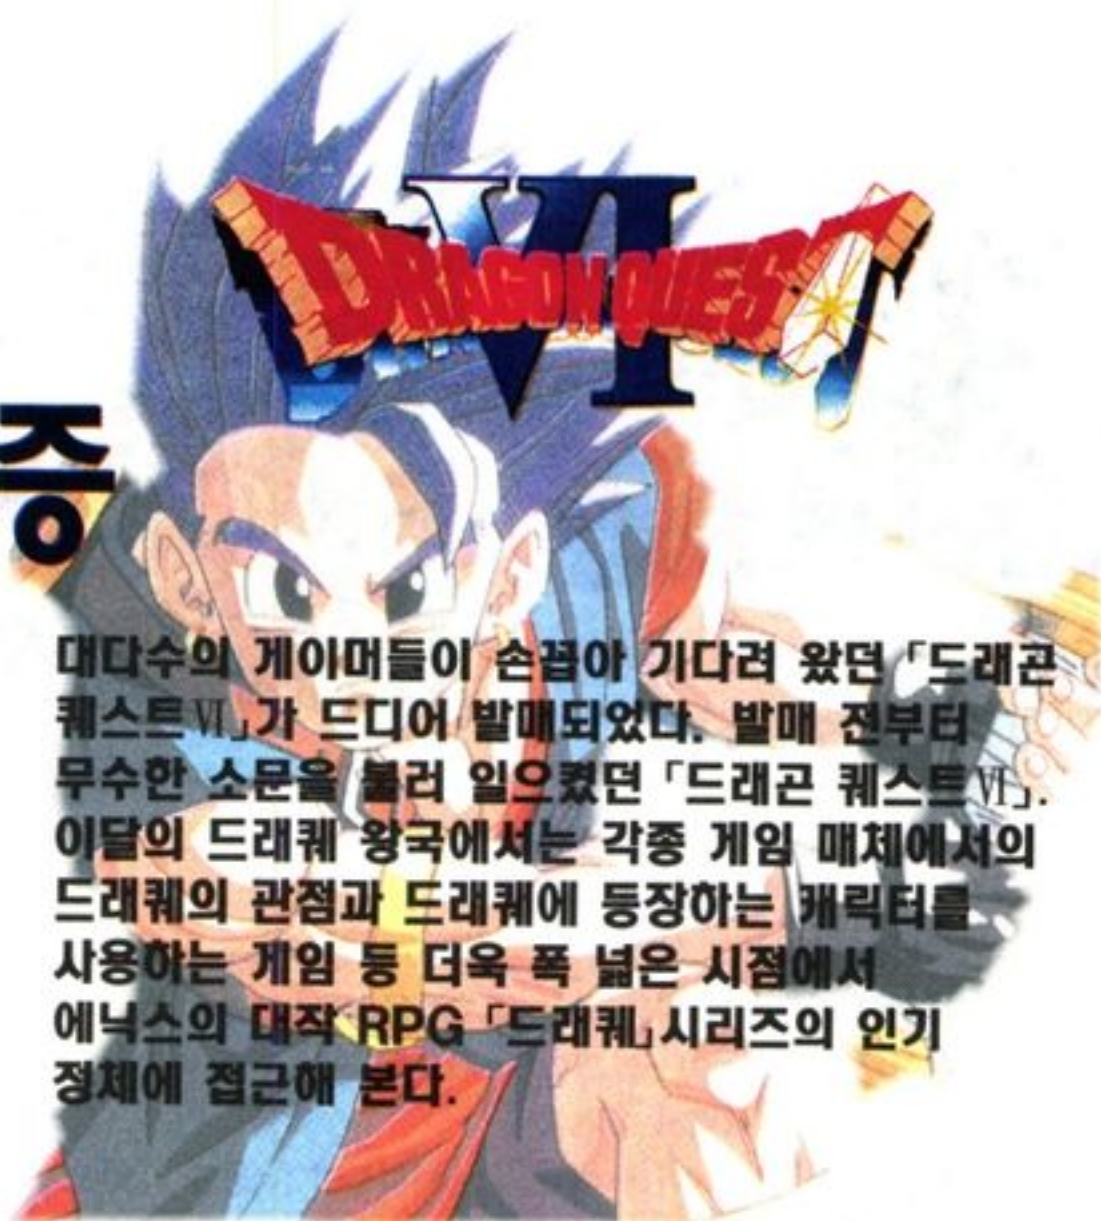 VI
DRAGON QUEST
증
대다수의 게이머들이 손꼽아 기다려 왔던 「드래곤
퀘스트Ⅵ」가 드디어 발매되었다. 발매 전부터
무수한 소문을 불러 일으켰던 「드래곤 퀘스트Ⅵ」.
이달의 드래퀘 왕국에서는 각종 게임 매체에서의
드래퀘의 관점과 드래퀘에 등장하는 캐릭터를
사용하는 게임 등 더욱 폭 넓은 시점에서
에닉스의 대작 RPG 「드래퀘」시리즈의 인기
정체에 접근해 본다.